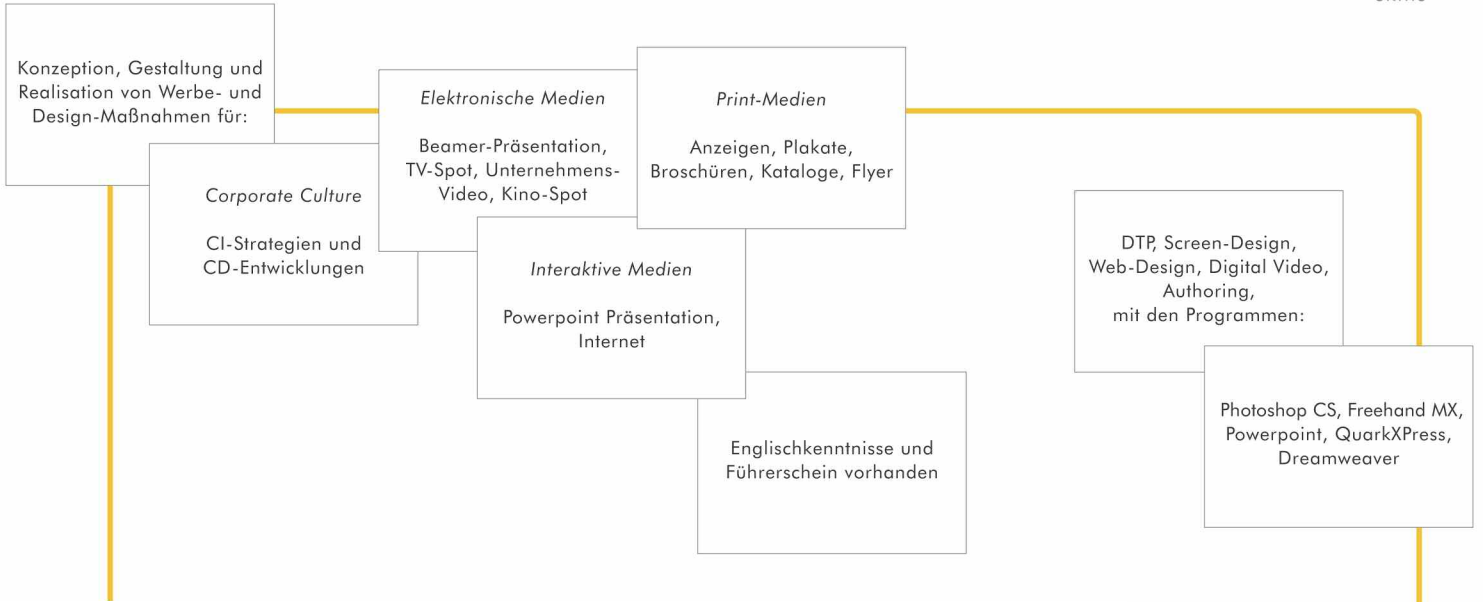 Konzeption, Gestaltung und
Realisation von Werbe- und
Design-Maßnahmen für:
Corporate Culture
CI-Strategien und
CD-Entwicklungen
Elektronische Medien
Beamer-Präsentation,
TV-Spot, Unternehmens-
Video, Kino-Spot
Print-Medien
Anzeigen, Plakate,
Broschüren, Kataloge, Flyer
Interaktive Medien
Powerpoint Präsentation,
Internet
Englischkenntnisse und
Führerschein vorhanden
DTP, Screen-Design,
Web-Design, Digital Video,
Authoring,
mit den Programmen:
Photoshop CS, Freehand MX,
Powerpoint, QuarkXPress,
Dreamweaver